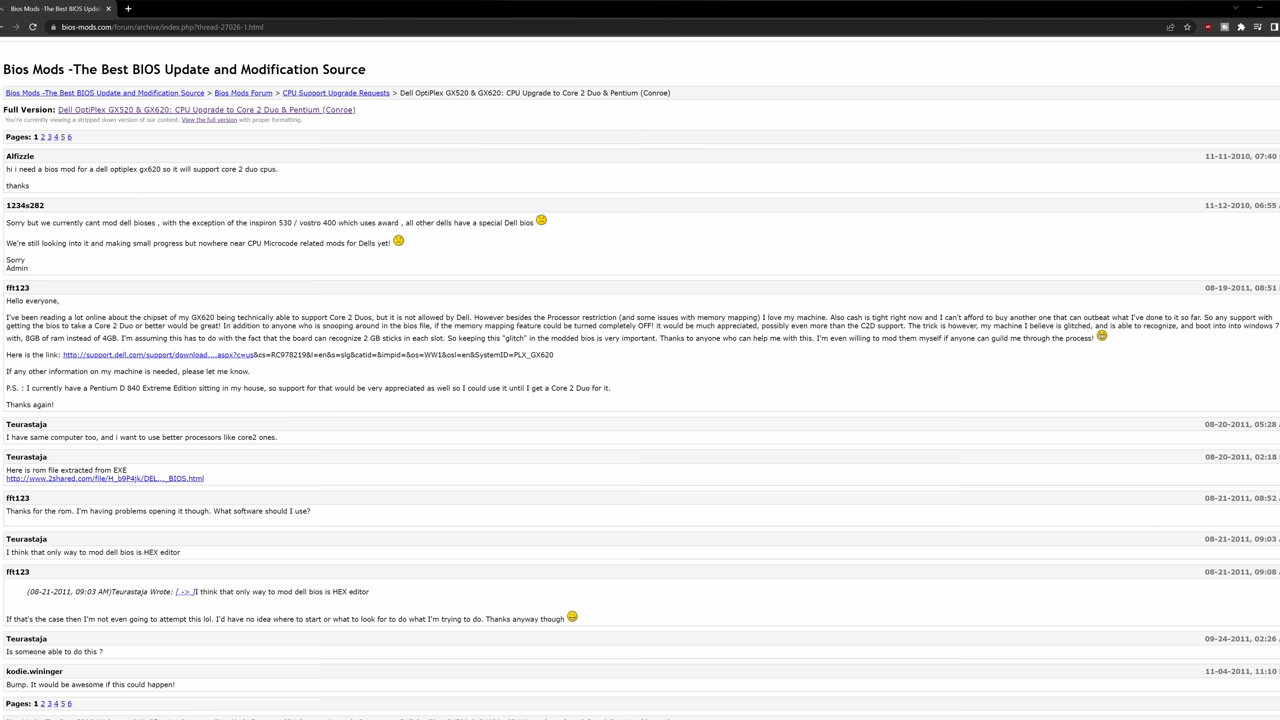 Bios Mods -The Best BIOS Updat
bios-mods.com/forum/archive/index.php?thread-27026-1.html
Bios Mods -The Best BIOS Update and Modification Source
Bios Mods -The Best BIOS Update and Modification Source > Bios Mods Forum > CPU Support Upgrade Requests > Dell OptiPlex GX520 & GX620: CPU Upgrade to Core 2 Duo & Pentium (Conroe)
Full Version: Dell OptiPlex GX520 & GX620: CPU Upgrade to Core 2 Duo & Pentium (Conroe)
You're currently viewing a stripped down version of our content. View the full version with proper formatting.
Pages: 1 2 3 4 5 6
Alfizzle 11-11-2010, 07:40
hi i need a bios mod for a dell optiplex gx620 so it will support core 2 duo cpus.
thanks
1234s282 11-12-2010, 06:55
Sorry but we currently cant mod dell bioses , with the exception of the inspiron 530 / vostro 400 which uses award , all other dells have a special Dell bios
We're still looking into it and making small progress but nowhere near CPU Microcode related mods for Dells yet!
Sorry
Admin
fft123 08-19-2011, 08:51
Hello everyone,
I've been reading a lot online about the chipset of my GX620 being technically able to support Core 2 Duos, but it is not allowed by Dell. However besides the Processor restriction (and some issues with memory mapping) I love my machine. Also cash is tight right now and I can't afford to buy another one that can outbeat what I've done to it so far. So any support with
getting the bios to take a Core 2 Duo or better would be great! In addition to anyone who is snooping around in the bios file, if the memory mapping feature could be turned completely OFF! it would be much appreciated, possibly even more than the C2D support. The trick is however, my machine I believe is glitched, and is able to recognize, and boot into into windows 7
with, 8GB of ram instead of 4GB. I'm assuming this has to do with the fact that the board can recognize 2 GB sticks in each slot. So keeping this "glitch" in the modded bios is very important. Thanks to anyone who can help me with this. I'm even willing to mod them myself if anyone can guild me through the process!
Here is the link: http://support.dell.com/support/download....aspx?c=us&cs=RC978219&l=en&s=slg&catid=&impid=&os=WW1&osl=en&SystemID=PLX_GX620
If any other information on my machine is needed, please let me know.
P.S. : I currently have a Pentium D 840 Extreme Edition sitting in my house, so support for that would be very appreciated as well so I could use it until I get a Core 2 Duo for it.
Thanks again!
Teurastaja 08-20-2011, 05:28
I have same computer too, and i want to use better processors like core2 ones.
Teurastaja 08-20-2011, 02:18
Here is rom file extracted from EXE
http://www.2shared.com/file/H_b9P4jk/DEL..._BIOS.html
fft123 08-21-2011, 08:52
Thanks for the rom. I'm having problems opening it though. What software should I use?
Teurastaja 08-21-2011, 09:03
I think that only way to mod dell bios is HEX editor
fft123 08-21-2011, 09:08
(08-21-2011, 09:03 AM)Teurastaja Wrote: [ -> ]I think that only way to mod dell bios is HEX editor
If that's the case then I'm not even going to attempt this lol. I'd have no idea where to start or what to look for to do what I'm trying to do. Thanks anyway though
Teurastaja 09-24-2011, 02:26
Is someone able to do this ?
kodie.wininger 11-04-2011, 11:10
Bump. It would be awesome if this could happen!
Pages: 1 2 3 4 5 6